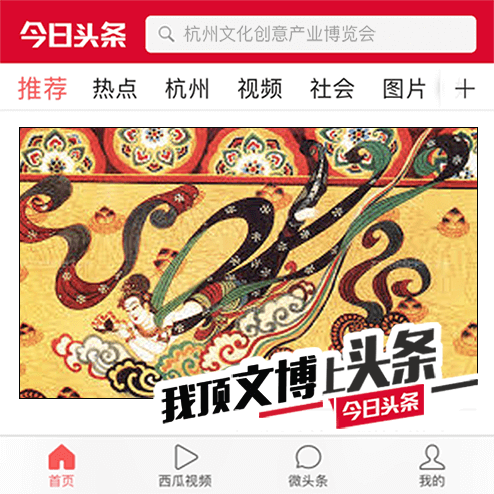 今日头条
杭州文化创意产业博览会
推荐 热点 杭州 视频 社会 图片
我顶文博上头条
今日头条
首页 西瓜视频 微头条 我的